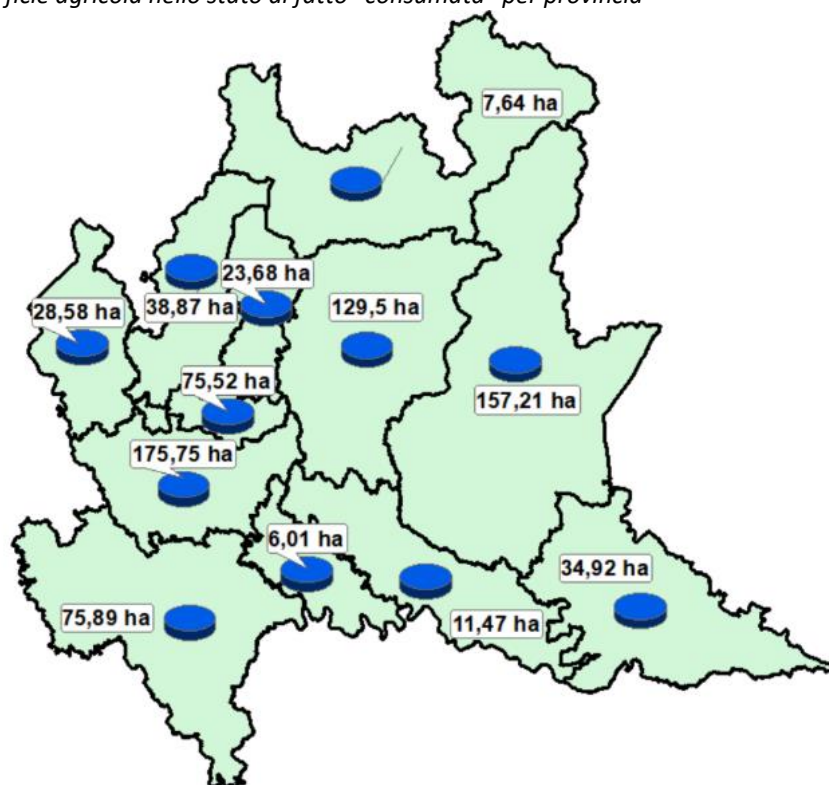 ficie agricola nello stato di fatto "consumata" per provincia
7,64 ha
23,68 ha
28,58 ha
38,87 ha
129,5 ha
75,52 ha
157,21 ha
175,75 ha
6,01 ha
34,92 ha
75,89 ha
11,47 ha